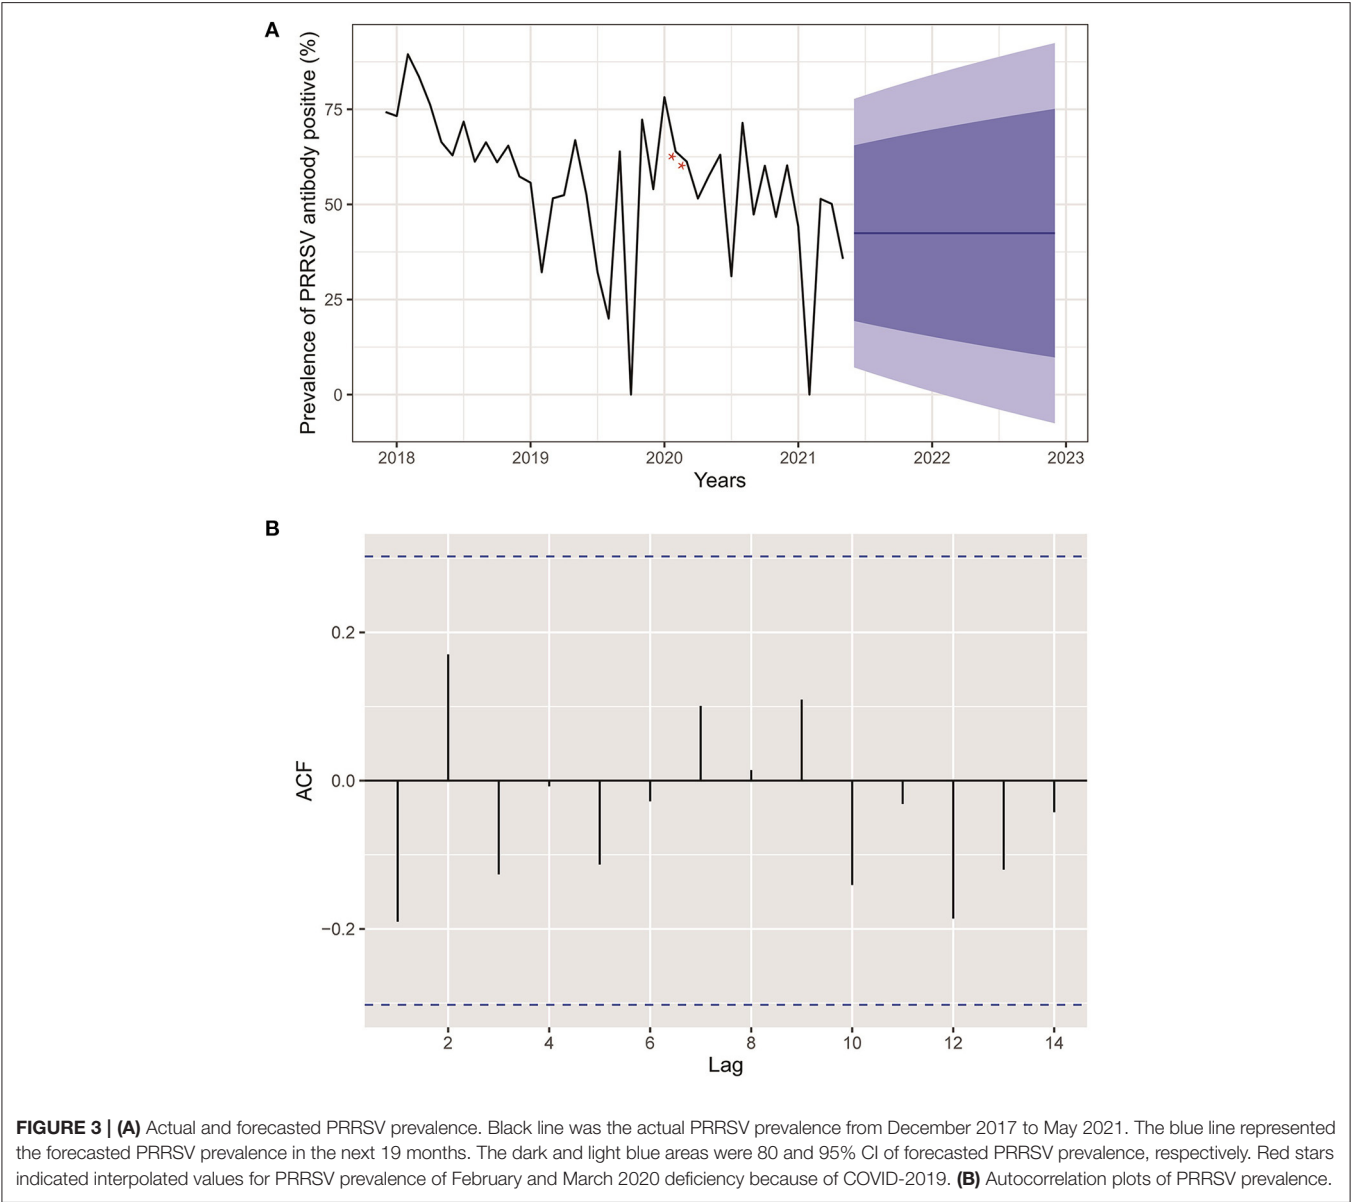 A
Prevalence of PRRSV antibody positive (%)
75
50
25
0
2018 2019 2020 2021 2022 2023
Years
B
ACF
0.2
0.0
−0.2
2 4 6 8 10 12 14
Lag
FIGURE 3 | (A) Actual and forecasted PRRSV prevalence. Black line was the actual PRRSV prevalence from December 2017 to May 2021. The blue line represented
the forecasted PRRSV prevalence in the next 19 months. The dark and light blue areas were 80 and 95% CI of forecasted PRRSV prevalence, respectively. Red stars
indicated interpolated values for PRRSV prevalence of February and March 2020 deficiency because of COVID-2019. (B) Autocorrelation plots of PRRSV prevalence.